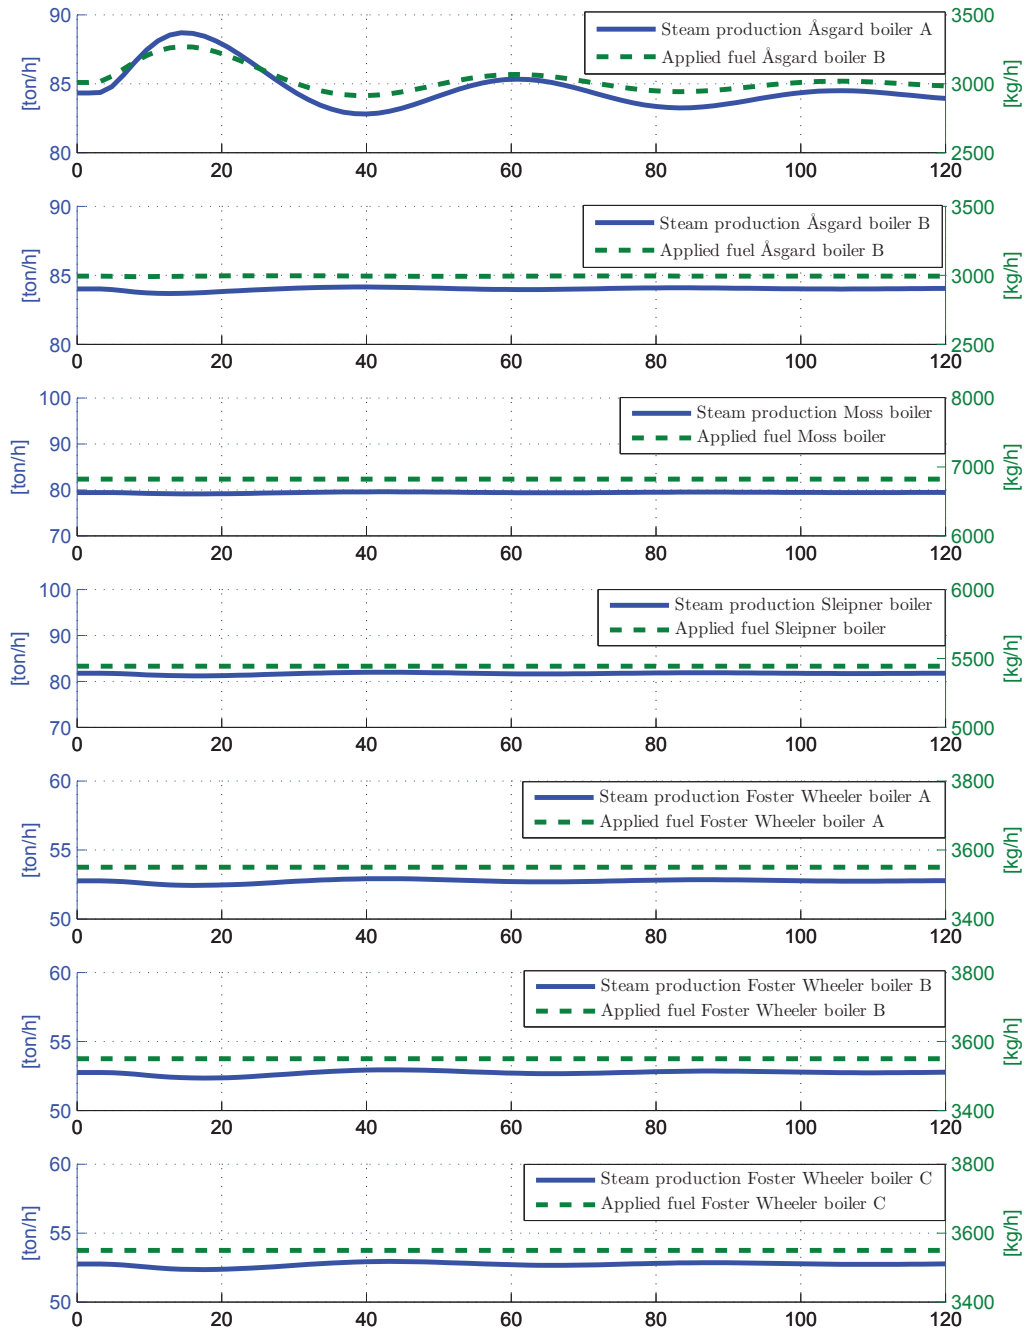 90
85
80
[ton/h]
Steam production Åsgard boiler A
Applied fuel Åsgard boiler B
3500
3000
2500
[kg/h]
0 20 40 60 80 100 120
90
85
80
[ton/h]
Steam production Åsgard boiler B
Applied fuel Åsgard boiler B
3500
3000
2500
[kg/h]
0 20 40 60 80 100 120
100
90
80
70
[ton/h]
Steam production Moss boiler
Applied fuel Moss boiler
8000
7000
6000
[kg/h]
0 20 40 60 80 100 120
100
90
80
70
[ton/h]
Steam production Sleipner boiler
Applied fuel Sleipner boiler
6000
5500
5000
[kg/h]
0 20 40 60 80 100 120
60
55
50
[ton/h]
Steam production Foster Wheeler boiler A
Applied fuel Foster Wheeler boiler A
3800
3600
3400
[kg/h]
0 20 40 60 80 100 120
60
55
50
[ton/h]
Steam production Foster Wheeler boiler B
Applied fuel Foster Wheeler boiler B
3800
3600
3400
[kg/h]
0 20 40 60 80 100 120
60
55
50
[ton/h]
Steam production Foster Wheeler boiler C
Applied fuel Foster Wheeler boiler C
3800
3600
3400
[kg/h]
0 20 40 60 80 100 120